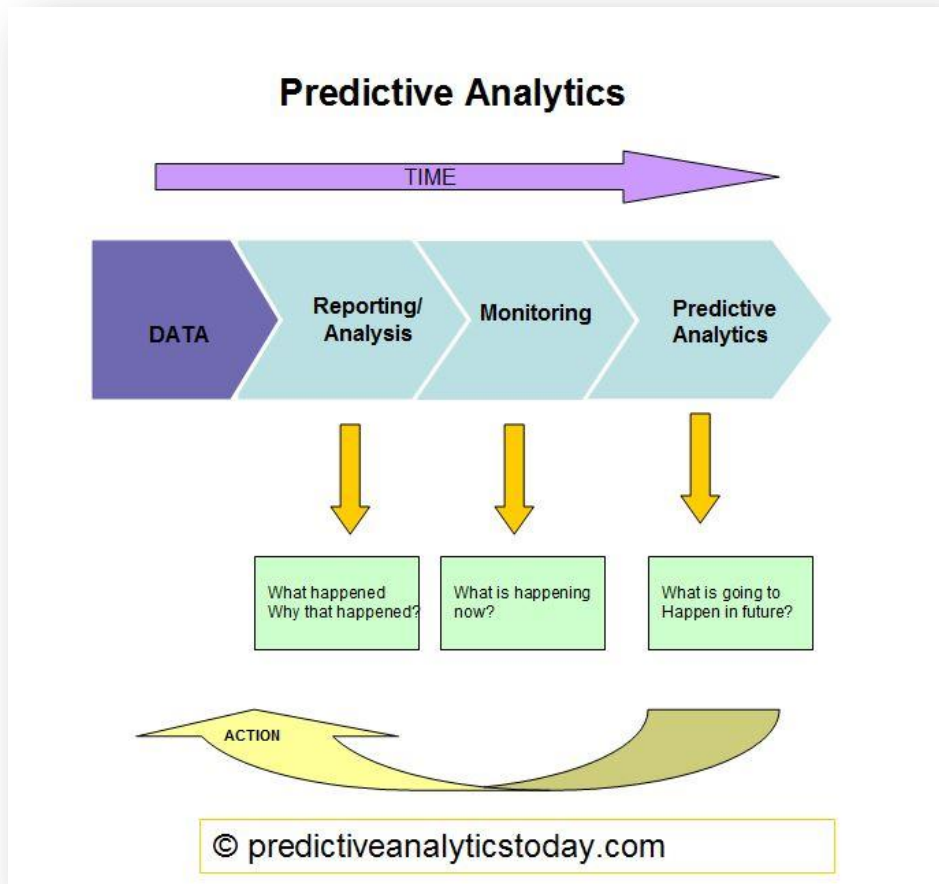 Predictive Analytics
TIME
DATA
Reporting/
Analysis
Monitoring
Predictive
Analytics
What happened
Why that happened?
What is happening
now?
What is going to
Happen in future?
ACTION
© predictiveanalyticstoday.com